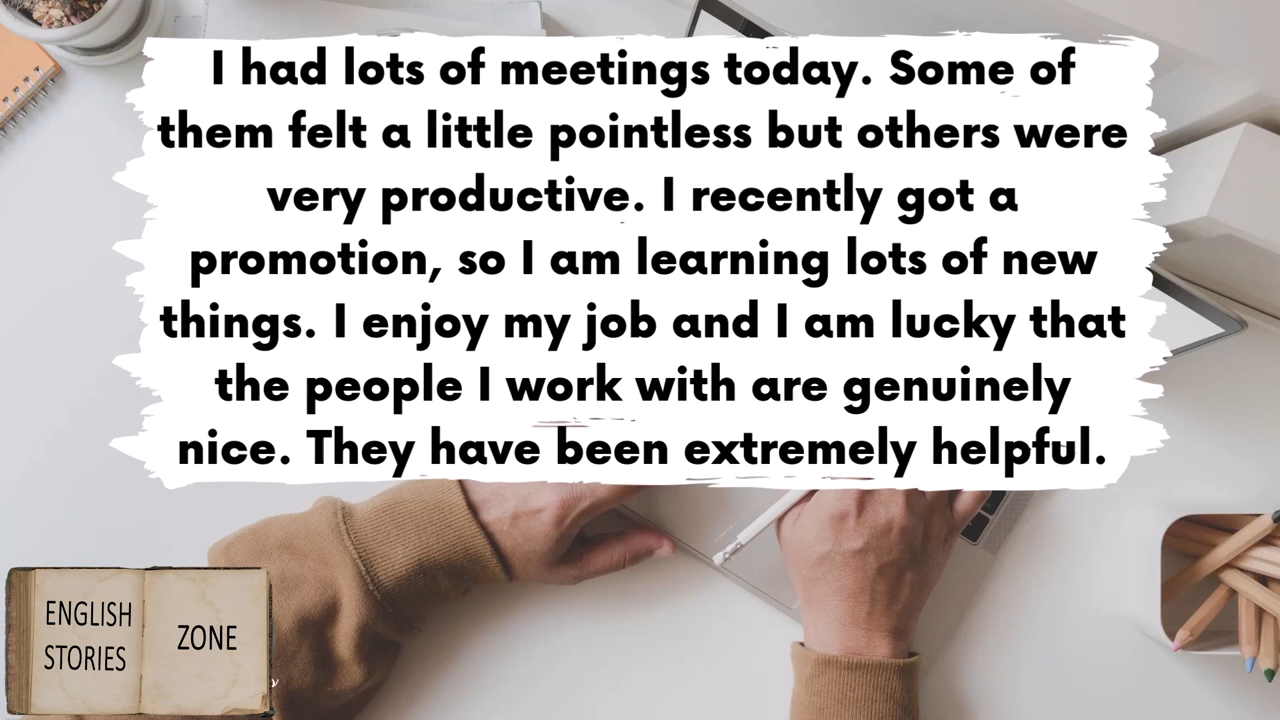 I had lots of meetings today. Some of
them felt a little pointless but others were
very productive. I recently got a
promotion, so I am learning lots of new
things. I enjoy my job and I am lucky that
the people I work with are genuinely
nice. They have been extremely helpful.
ENGLISH
STORIES
ZONE